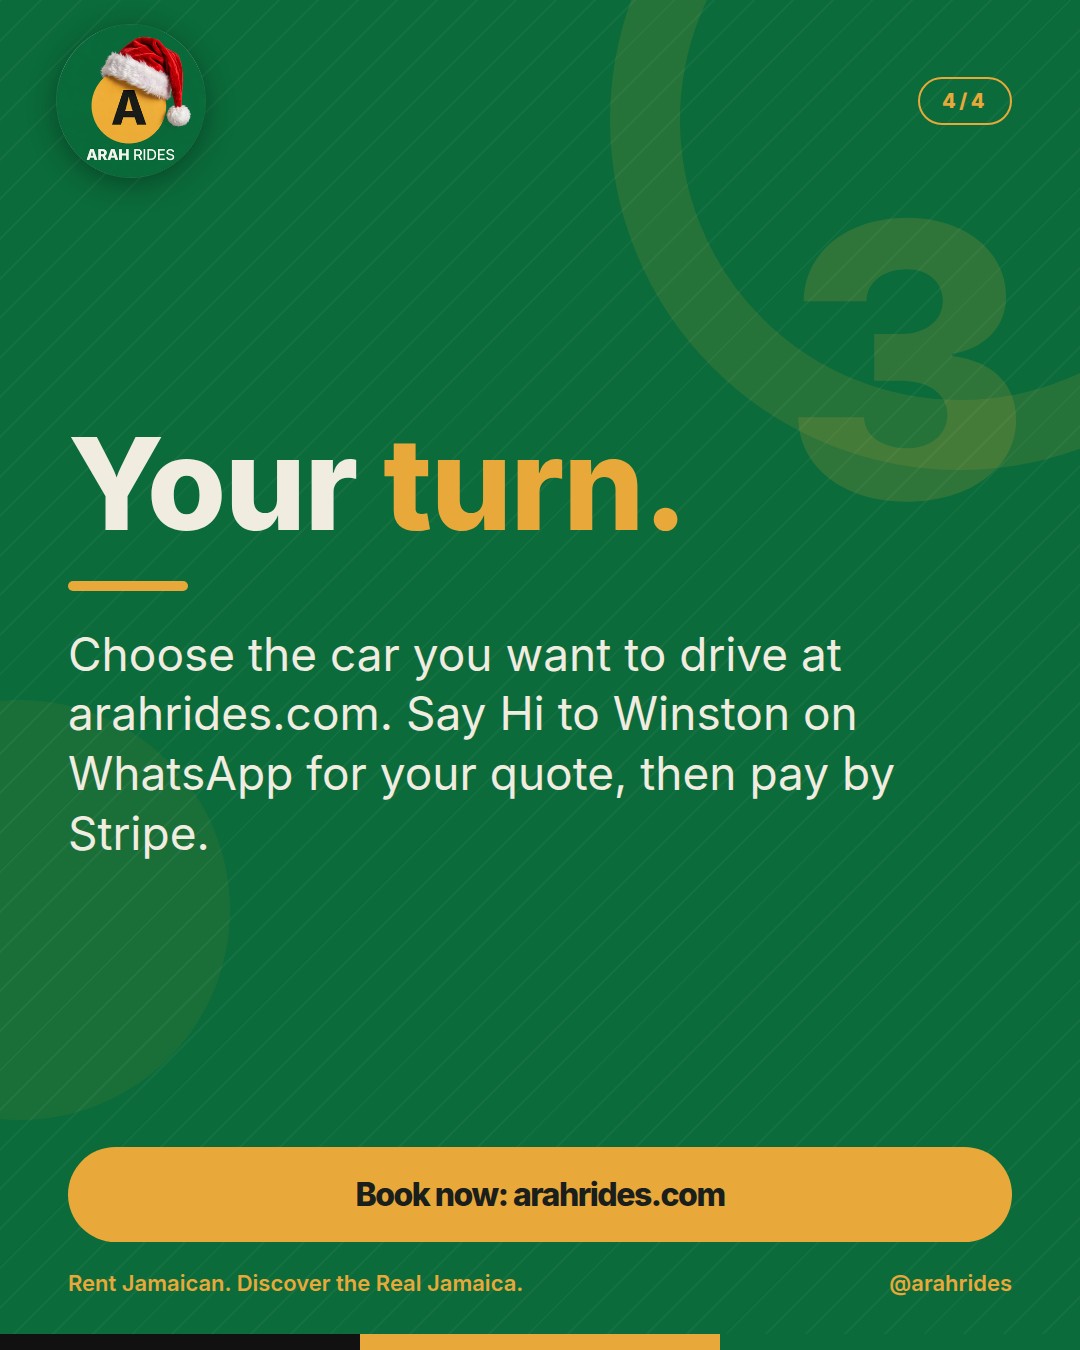 A
ARAH RIDES
4/4
3
Your turn.
Choose the car you want to drive at
arahrides.com. Say Hi to Winston on
WhatsApp for your quote, then pay by
Stripe.
Book now: arahrides.com
Rent Jamaican. Discover the Real Jamaica.
@arahrides